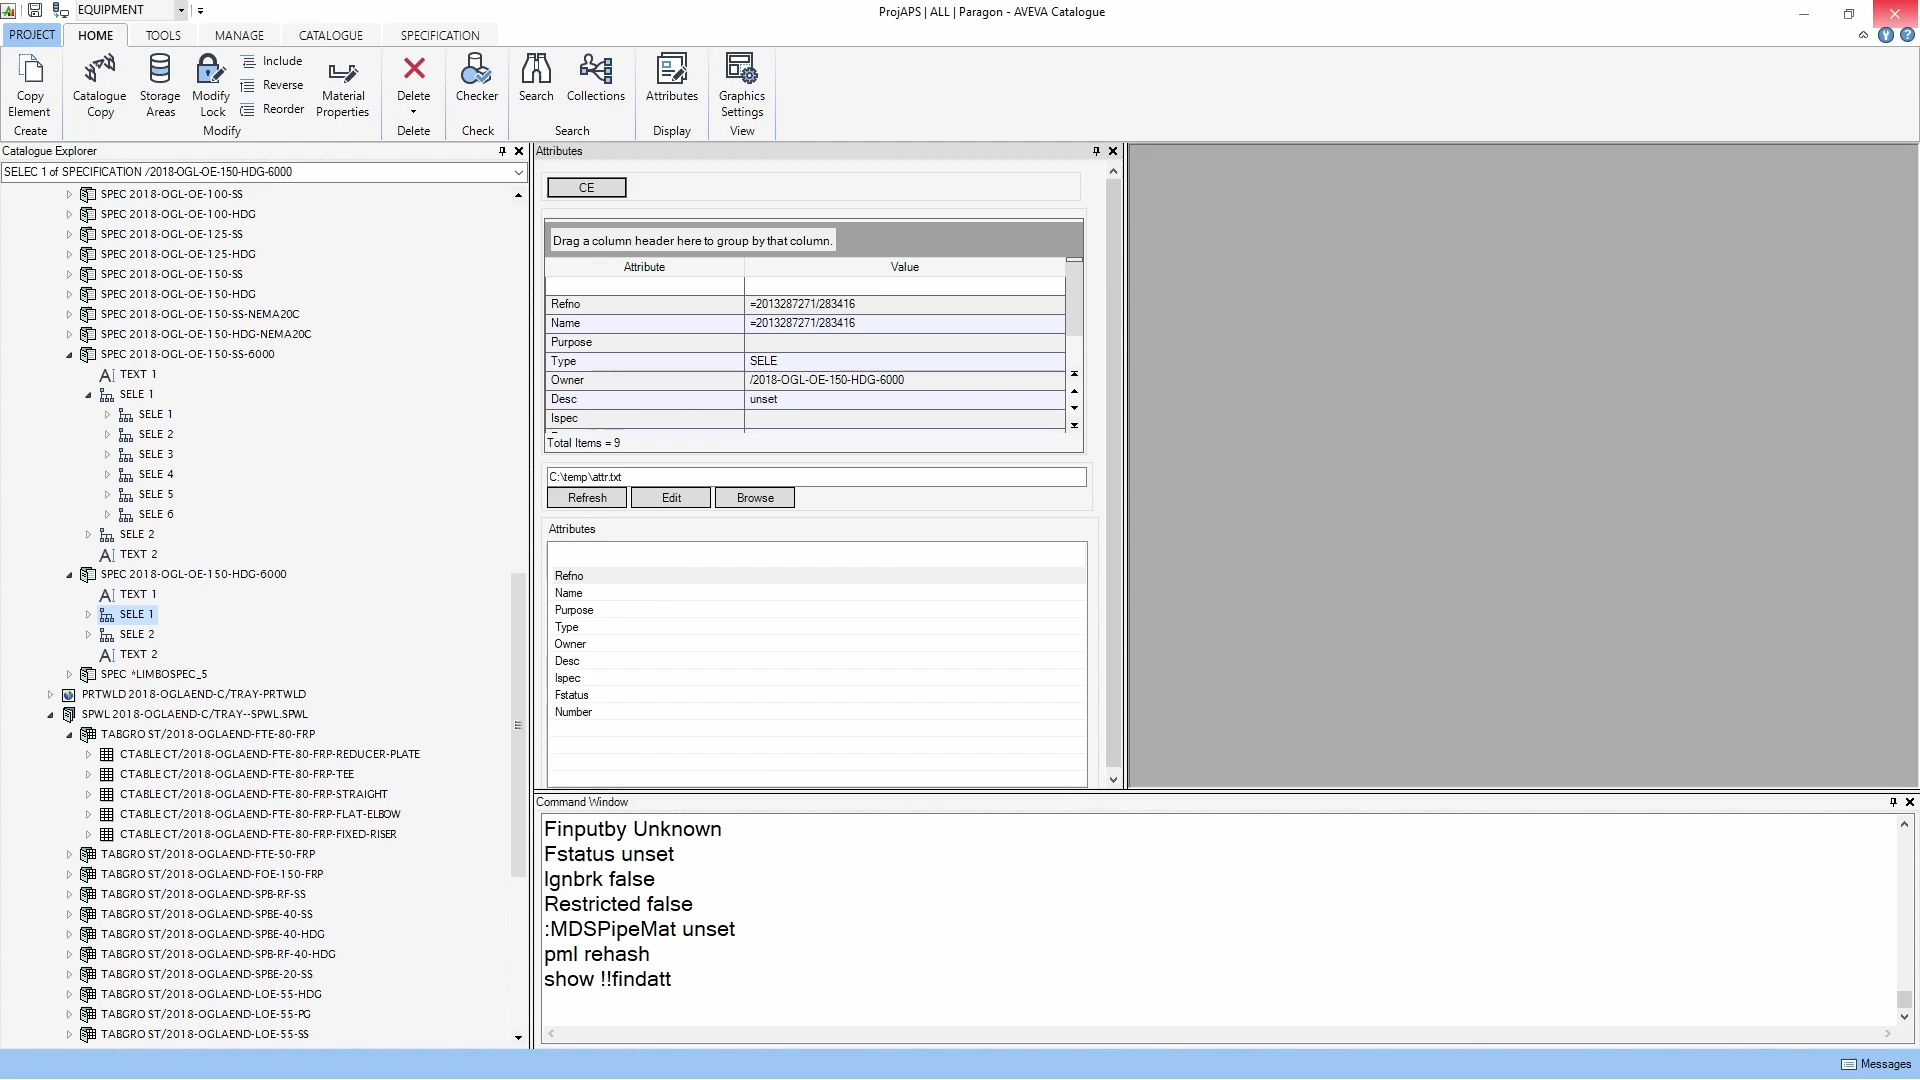 EQUIPMENT
ProjAPS | ALL | Paragon - AVEVA Catalogue
PROJECT HOME TOOLS MANAGE CATALOGUE SPECIFICATION
Copy Element
Create
Catalogue Copy
Storage Areas
Modify Lock
Include
Reverse
Reorder
Material Properties
Modify
Delete
Delete
Checker
Check
Search
Collections
Search
Attributes
Display
Graphics Settings
View
Catalogue Explorer
SELEC 1 of SPECIFICATION /2018-OGL-OE-150-HDG-6000
SPEC 2018-OGL-OE-100-SS
SPEC 2018-OGL-OE-100-HDG
SPEC 2018-OGL-OE-125-SS
SPEC 2018-OGL-OE-125-HDG
SPEC 2018-OGL-OE-150-SS
SPEC 2018-OGL-OE-150-HDG
SPEC 2018-OGL-OE-150-SS-NEMA20C
SPEC 2018-OGL-OE-150-HDG-NEMA20C
SPEC 2018-OGL-OE-150-SS-6000
TEXT 1
SELE 1
SELE 1
SELE 2
SELE 3
SELE 4
SELE 5
SELE 6
SELE 2
TEXT 2
SPEC 2018-OGL-OE-150-HDG-6000
TEXT 1
SELE 1
SELE 2
TEXT 2
SPEC *LIMBOSPEC_5
PRTWLD 2018-OGLAEND-C/TRAY-PRTWLD
SPWL 2018-OGLAEND-C/TRAY--SPWL.SPWL
TABGRO ST/2018-OGLAEND-FTE-80-FRP
CTABLE CT/2018-OGLAEND-FTE-80-FRP-REDUCER-PLATE
CTABLE CT/2018-OGLAEND-FTE-80-FRP-TEE
CTABLE CT/2018-OGLAEND-FTE-80-FRP-STRAIGHT
CTABLE CT/2018-OGLAEND-FTE-80-FRP-FLAT-ELBOW
CTABLE CT/2018-OGLAEND-FTE-80-FRP-FIXED-RISER
TABGRO ST/2018-OGLAEND-FTE-50-FRP
TABGRO ST/2018-OGLAEND-FOE-150-FRP
TABGRO ST/2018-OGLAEND-SPB-RF-SS
TABGRO ST/2018-OGLAEND-SPBE-40-SS
TABGRO ST/2018-OGLAEND-SPBE-40-HDG
TABGRO ST/2018-OGLAEND-SPB-RF-40-HDG
TABGRO ST/2018-OGLAEND-SPBE-20-SS
TABGRO ST/2018-OGLAEND-LOE-55-HDG
TABGRO ST/2018-OGLAEND-LOE-55-PG
TABGRO ST/2018-OGLAEND-LOE-55-SS
Attributes
CE
Drag a column header here to group by that column.
Attribute Value
Refno =2013287271/283416
Name =2013287271/283416
Purpose
Type SELE
Owner /2018-OGL-OE-150-HDG-6000
Desc unset
Ispec
Total Items = 9
C:\temp\attr.txt
Refresh Edit Browse
Attributes
Refno
Name
Purpose
Type
Owner
Desc
Ispec
Fstatus
Number
Command Window
Finputby Unknown
Fstatus unset
Ignbrk false
Restricted false
:MDSPipeMat unset
pml rehash
show !!findatt
Messages